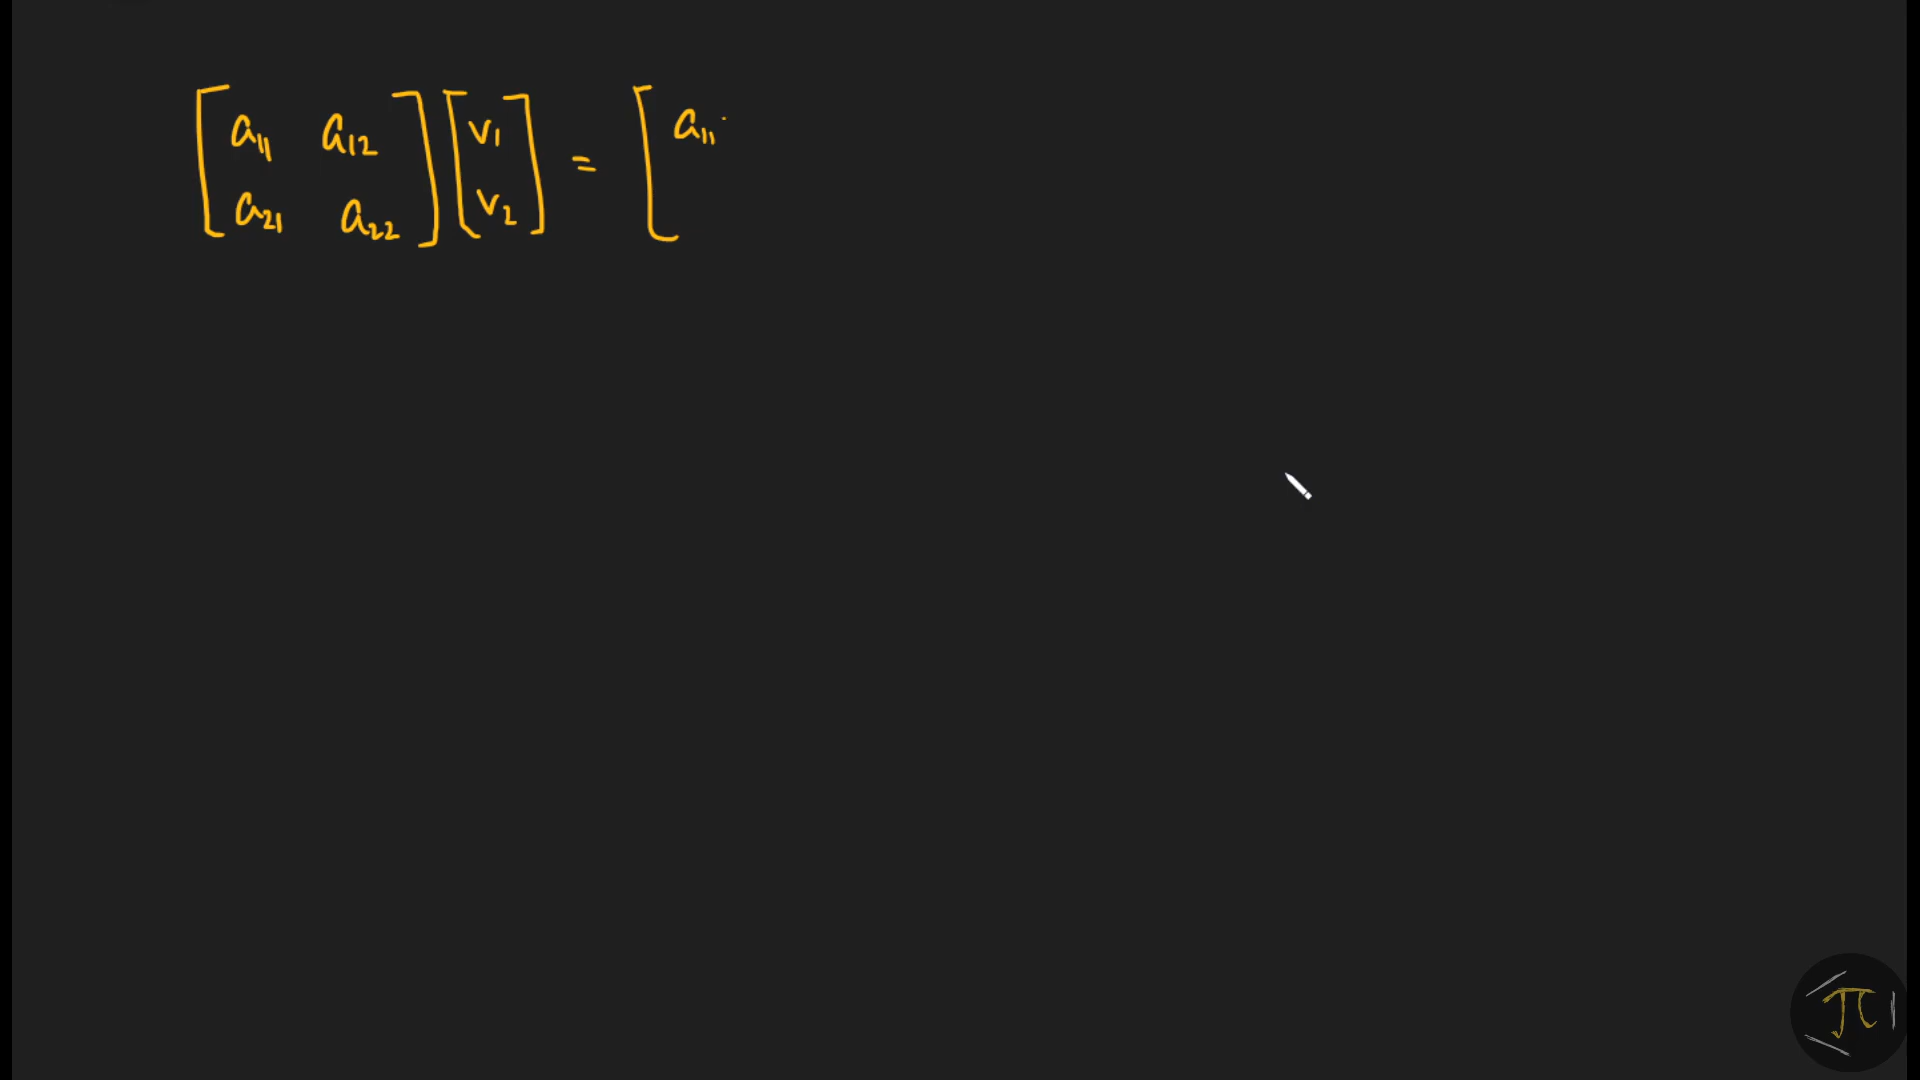 [a₁₁ a₁₂] [v₁] = [a₁₁·
[a₂₁ a₂₂] [v₂]
π